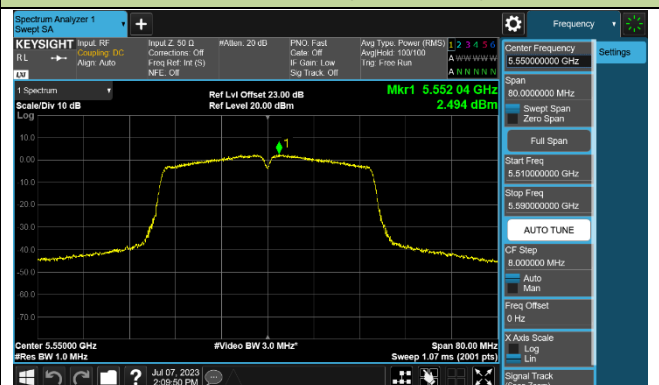 Spectrum Analyzer 1
Swept SA
+
Frequency
KEYSIGHT
RL
LXI
Input: RF
Coupling: DC
Align: Auto
Input Z: 50 Ω
Corrections: Off
Freq Ref: Int (S)
NFE: Off
#Atten: 20 dB
PNO: Fast
Gate: Off
IF Gain: Low
Sig Track: Off
Avg Type: Power (RMS)
Avg|Hold: 100/100
Trig: Free Run
1 2 3 4 5 6
A W W W W W
A N N N N N
Center Frequency
5.550000000 GHz
Settings
Span
80.0000000 MHz
Swept Span
Zero Span
Full Span
Start Freq
5.510000000 GHz
Stop Freq
5.590000000 GHz
AUTO TUNE
CF Step
8.000000 MHz
Auto
Man
Freq Offset
0 Hz
X Axis Scale
Log
Lin
Signal Track
1 Spectrum
Scale/Div 10 dB
Log
Ref Lvl Offset 23.00 dB
Ref Level 20.00 dBm
Mkr1 5.552 04 GHz
2.494 dBm
1
10.0
0.00
-10.0
-20.0
-30.0
-40.0
-50.0
-60.0
-70.0
Center 5.55000 GHz
#Res BW 1.0 MHz
#Video BW 3.0 MHz*
Span 80.00 MHz
Sweep 1.07 ms (2001 pts)
?
Jul 07, 2023
2:09:50 PM